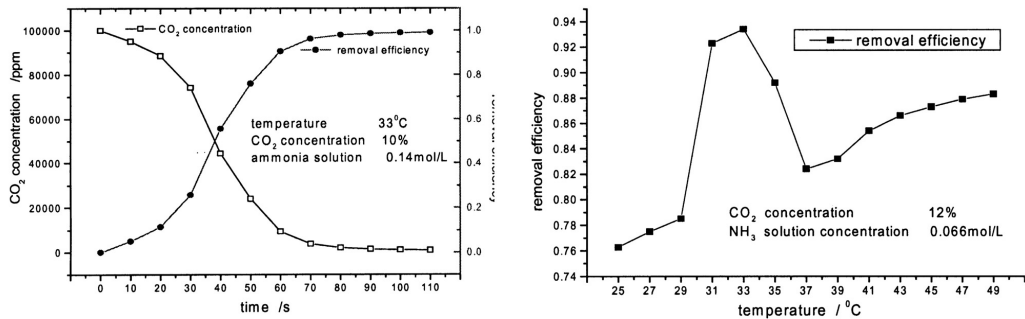 CO2 concentration
removal efficiency
100000
80000
60000
40000
20000
0
CO2 concentration /ppm
1.0
0.8
0.6
0.4
0.2
0.0
temperature 33°C
CO2 concentration 10%
ammonia solution 0.14mol/L
0 10 20 30 40 50 60 70 80 90 100 110
time /s
0.94
0.92
0.90
0.88
0.86
0.84
0.82
0.80
0.78
0.76
0.74
removal efficiency
removal efficiency
CO2 concentration 12%
NH3 solution concentration 0.066mol/L
25 27 29 31 33 35 37 39 41 43 45 47 49
temperature / °C